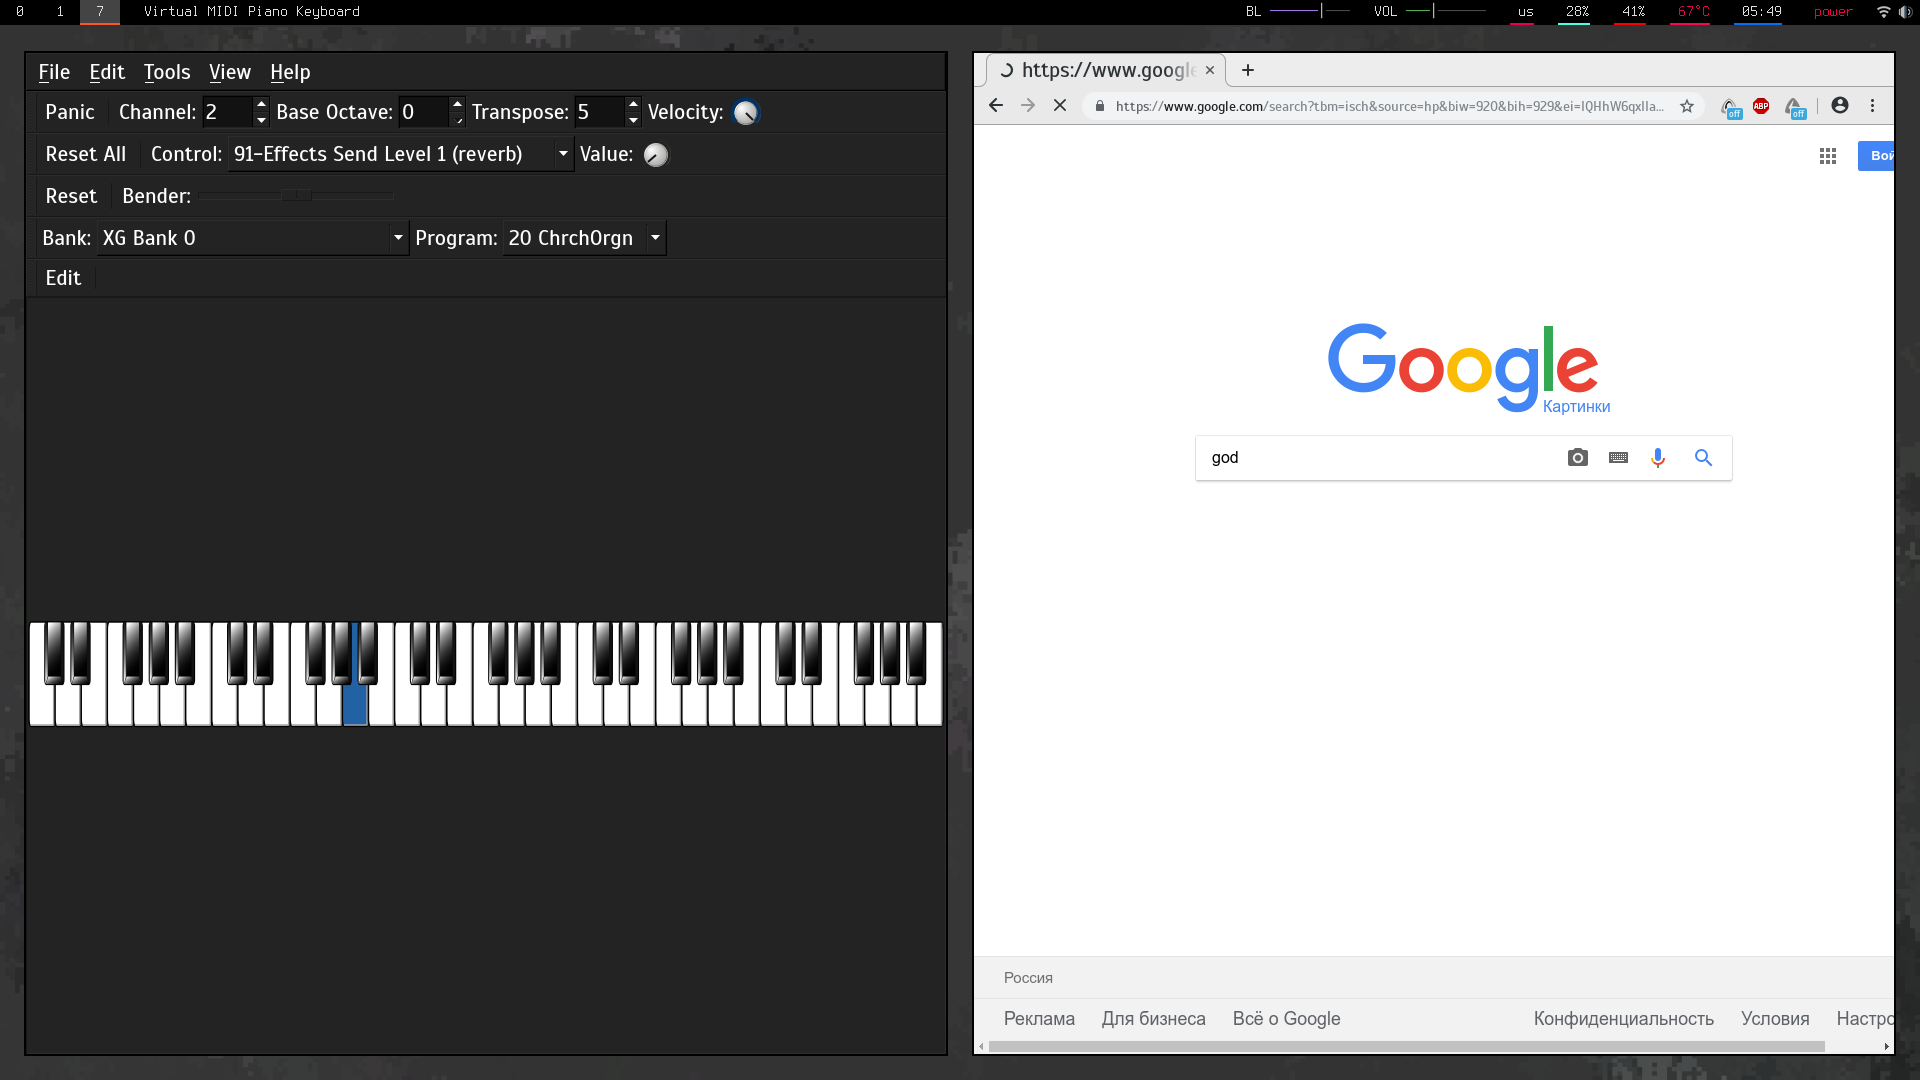 0 1 7 Virtual MIDI Piano Keyboard BL VOL us 28% 41% 67°C 05:49 power
File Edit Tools View Help
Panic Channel: 2 Base Octave: 0 Transpose: 5 Velocity:
Reset All Control: 91-Effects Send Level 1 (reverb) Value:
Reset Bender:
Bank: XG Bank 0 Program: 20 ChrchOrgn
Edit
https://www.google
https://www.google.com/search?tbm=isch&source=hp&biw=920&bih=929&ei=IQHhW6qxIIa...
off ABP off
Вой
Google
Картинки
god
Россия
Реклама Для бизнеса Всё о Google Конфиденциальность Условия Настро